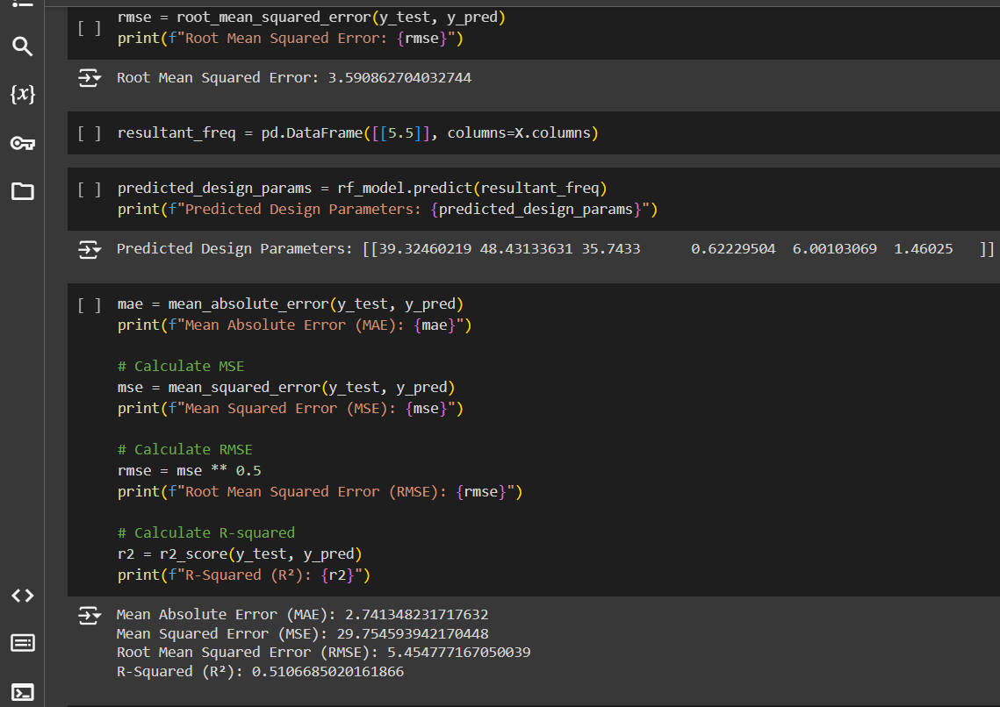 rmse = root_mean_squared_error(y_test, y_pred)
[ ] print(f"Root Mean Squared Error: {rmse}")
Root Mean Squared Error: 3.590862704032744
[ ] resultant_freq = pd.DataFrame([[5.5]], columns=X.columns)
[ ] predicted_design_params = rf_model.predict(resultant_freq)
print(f"Predicted Design Parameters: {predicted_design_params}")
Predicted Design Parameters: [[39.32460219 48.43133631 35.7433      0.62229504  6.00103069  1.46025   ]]
[ ] mae = mean_absolute_error(y_test, y_pred)
print(f"Mean Absolute Error (MAE): {mae}")
# Calculate MSE
mse = mean_squared_error(y_test, y_pred)
print(f"Mean Squared Error (MSE): {mse}")
# Calculate RMSE
rmse = mse ** 0.5
print(f"Root Mean Squared Error (RMSE): {rmse}")
# Calculate R-squared
r2 = r2_score(y_test, y_pred)
print(f"R-Squared (R²): {r2}")
Mean Absolute Error (MAE): 2.741348231717632
Mean Squared Error (MSE): 29.754593942170448
Root Mean Squared Error (RMSE): 5.454777167050039
R-Squared (R²): 0.5106685020161866
{x}